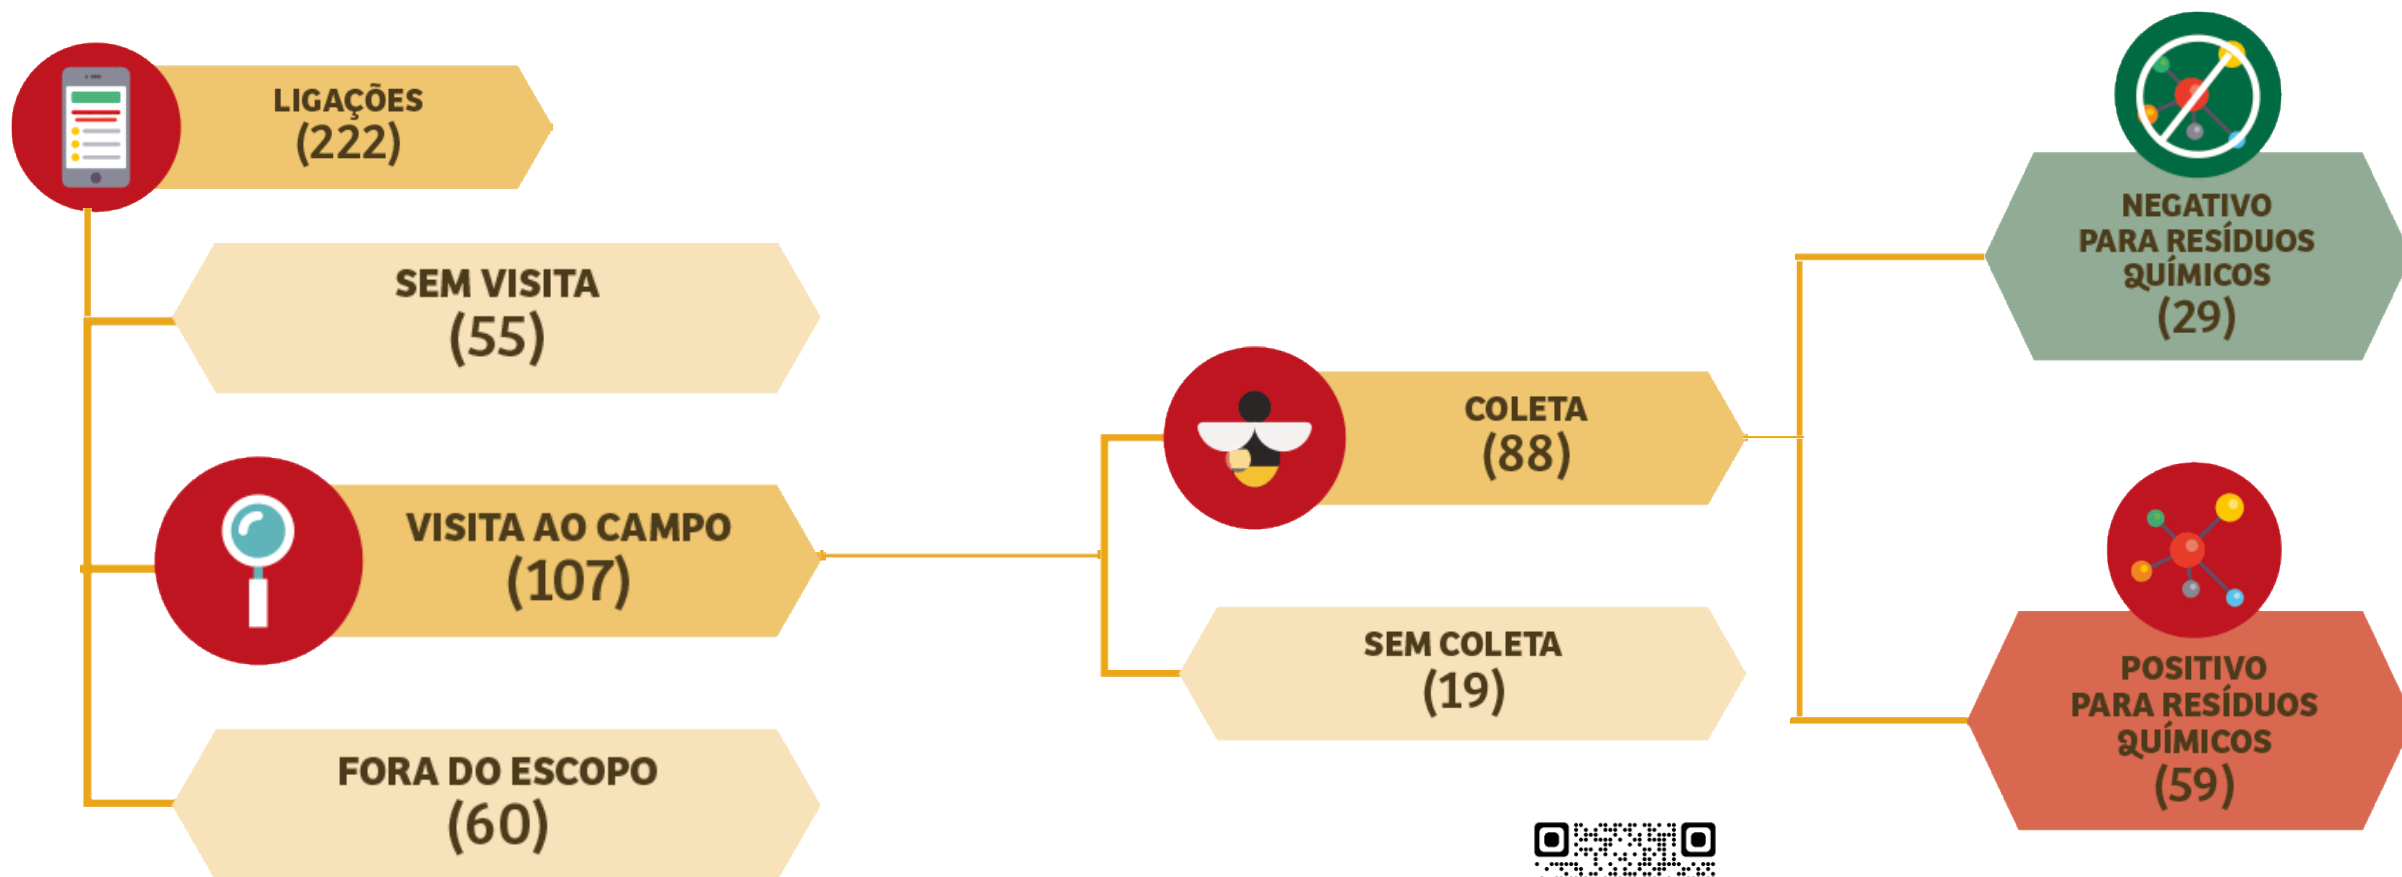 LIGAÇÕES
(222)
SEM VISITA
(55)
VISITA AO CAMPO
(107)
FORA DO ESCOPO
(60)
COLETA
(88)
SEM COLETA
(19)
NEGATIVO
PARA RESÍDUOS
QUÍMICOS
(29)
POSITIVO
PARA RESÍDUOS
QUÍMICOS
(59)